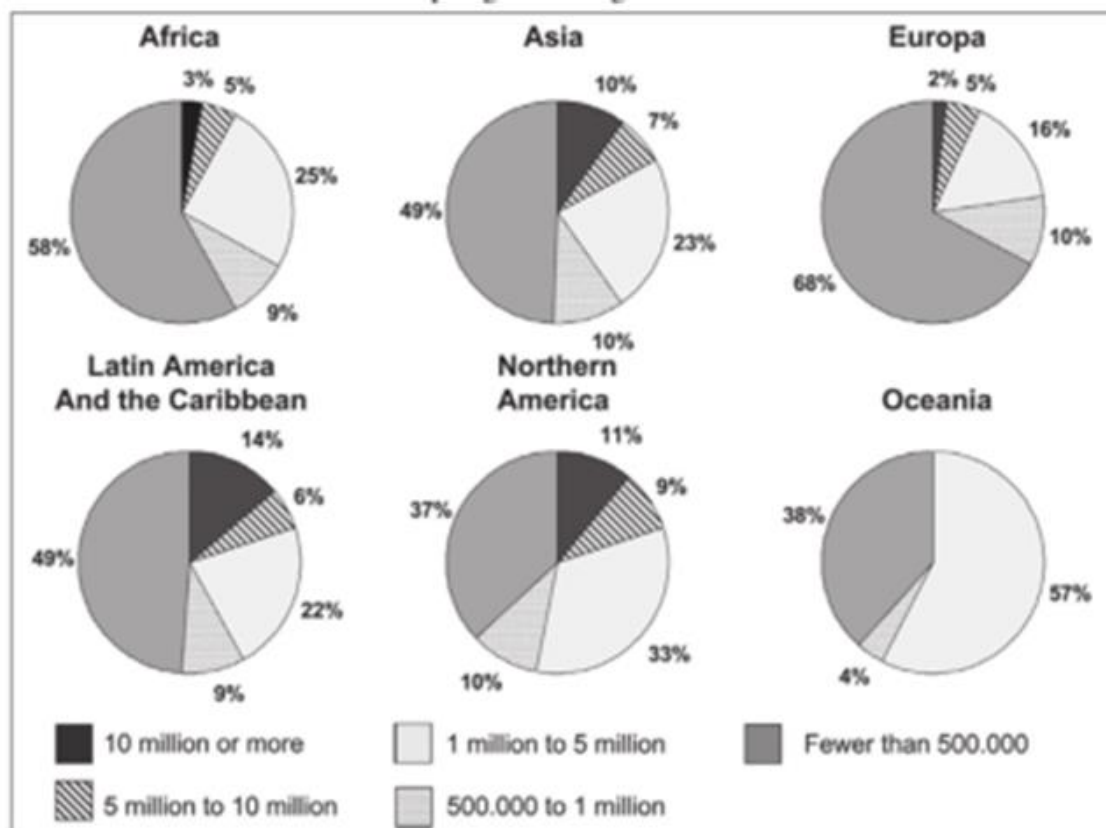 Africa
3%
5%
25%
58%
9%
Asia
10%
7%
49%
23%
10%
Europa
2%
5%
16%
10%
68%
Latin America
And the Caribbean
14%
6%
49%
22%
9%
Northern
America
11%
9%
37%
33%
10%
Oceania
38%
57%
4%
10 million or more
1 million to 5 million
Fewer than 500.000
5 million to 10 million
500.000 to 1 million